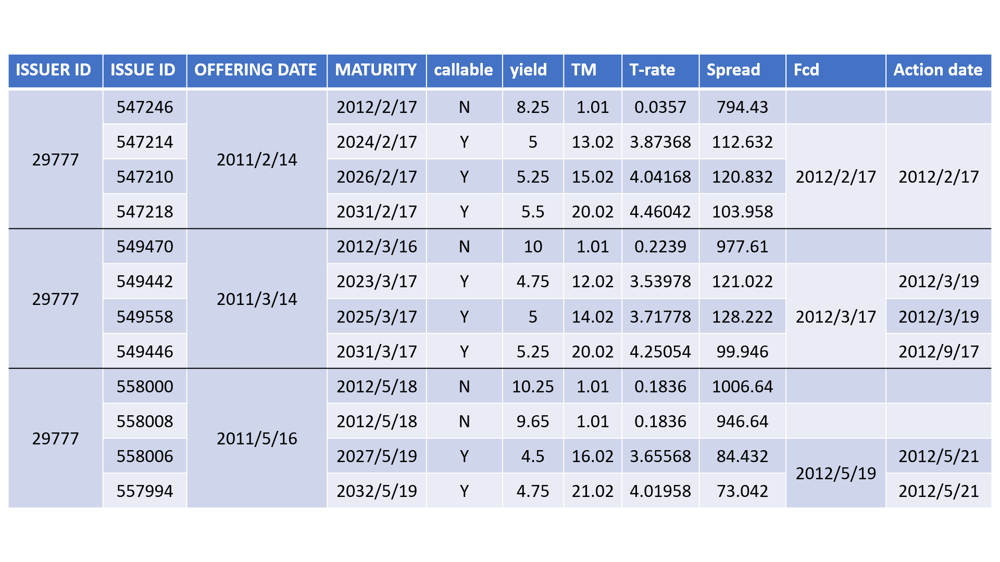 ISSUER ID ISSUE ID OFFERING DATE MATURITY callable yield TM T-rate Spread Fcd Action date
29777 547246 2011/2/14 2012/2/17 N 8.25 1.01 0.0357 794.43
547214 2024/2/17 Y 5 13.02 3.87368 112.632 2012/2/17 2012/2/17
547210 2026/2/17 Y 5.25 15.02 4.04168 120.832
547218 2031/2/17 Y 5.5 20.02 4.46042 103.958
29777 549470 2011/3/14 2012/3/16 N 10 1.01 0.2239 977.61
549442 2023/3/17 Y 4.75 12.02 3.53978 121.022 2012/3/17 2012/3/19
549558 2025/3/17 Y 5 14.02 3.71778 128.222 2012/3/19
549446 2031/3/17 Y 5.25 20.02 4.25054 99.946 2012/9/17
29777 558000 2011/5/16 2012/5/18 N 10.25 1.01 0.1836 1006.64
558008 2012/5/18 N 9.65 1.01 0.1836 946.64
558006 2027/5/19 Y 4.5 16.02 3.65568 84.432 2012/5/19 2012/5/21
557994 2032/5/19 Y 4.75 21.02 4.01958 73.042 2012/5/21